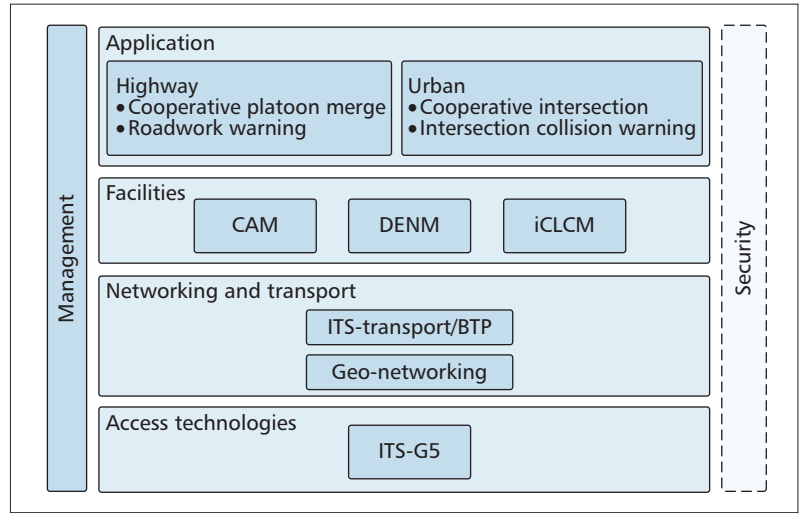 Management
Application
Highway
• Cooperative platoon merge
• Roadwork warning
Urban
• Cooperative intersection
• Intersection collision warning
Facilities
CAM
DENM
iCLCM
Networking and transport
ITS-transport/BTP
Geo-networking
Access technologies
ITS-G5
Security